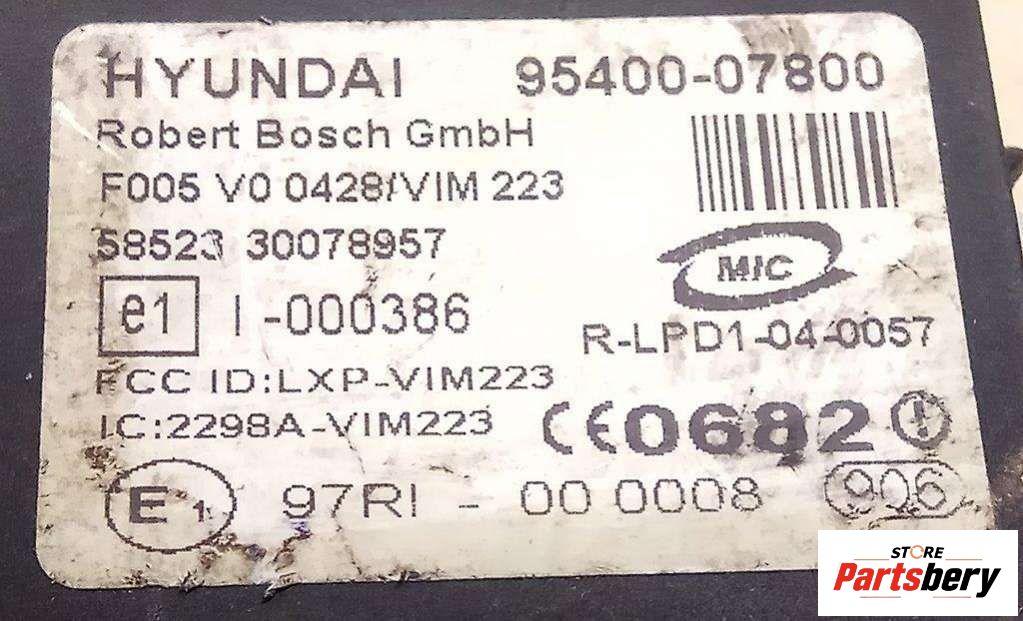 HYUNDAI 95400-07800
Robert Bosch GmbH
F005 V0 0428/VIM 223
58523 30078957
MIC
e1 I -000386
R-LPD1-04-0057
FCC ID:LXP-VIM223
IC:2298A-VIM223
CE0682
E1 97RI - 00 0008 906
STORE
Partsbery